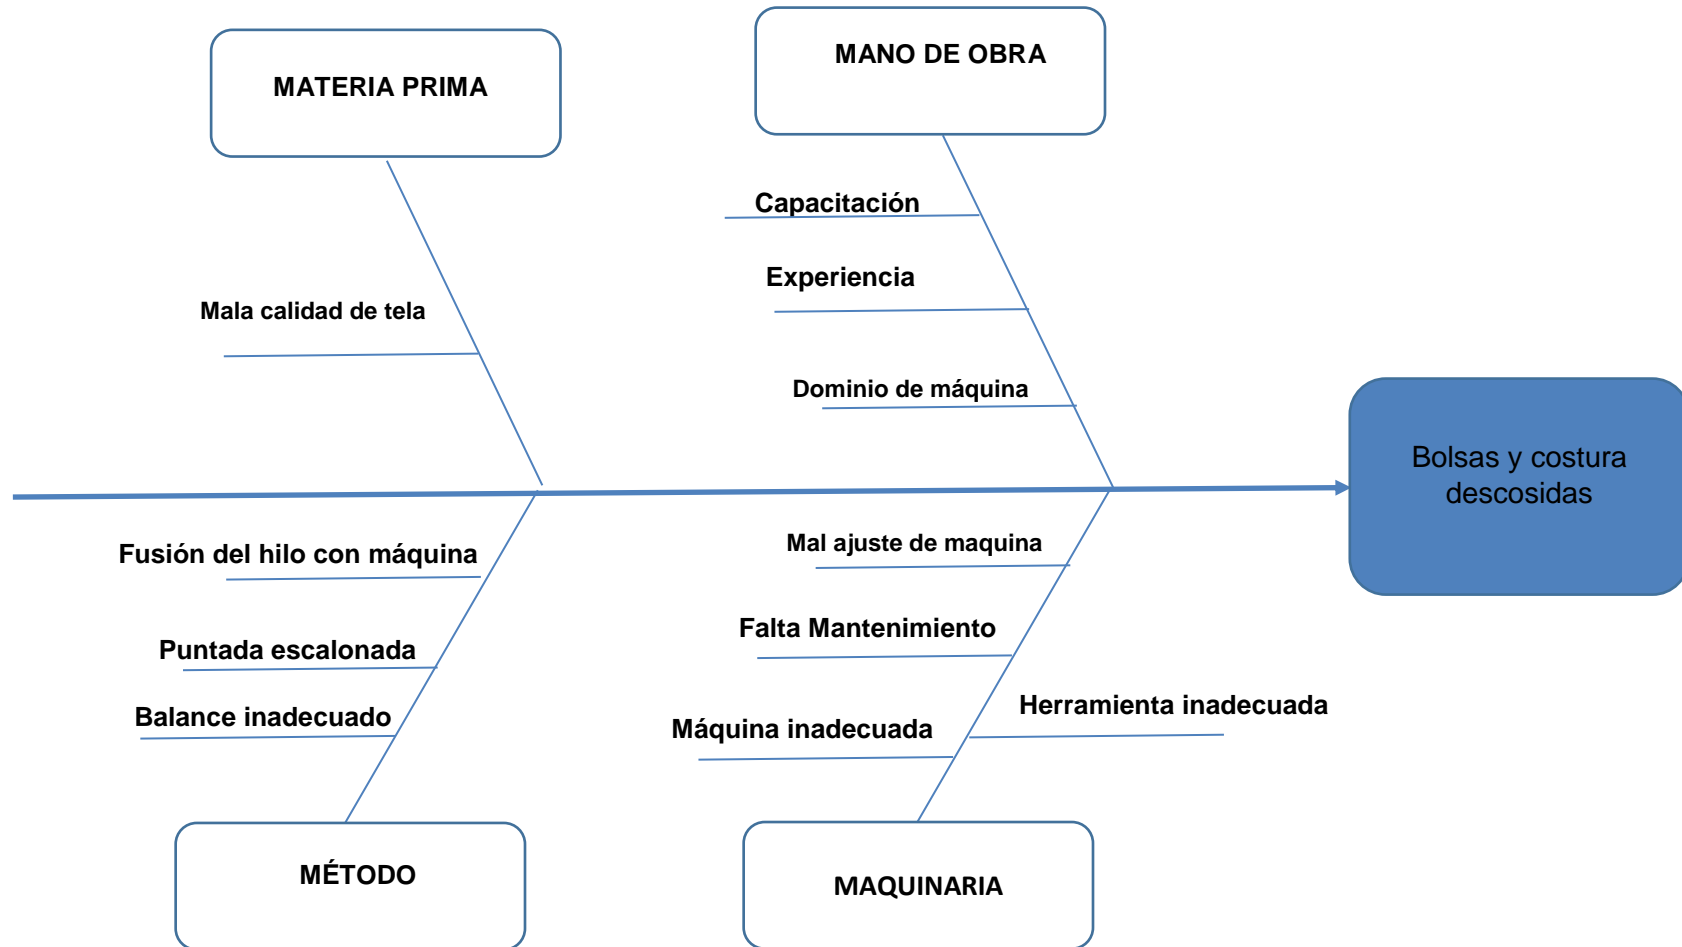 MATERIA PRIMA
MANO DE OBRA
Capacitación
Experiencia
Mala calidad de tela
Dominio de máquina
Bolsas y costura
descosidas
Fusión del hilo con máquina
Mal ajuste de maquina
Puntada escalonada
Falta Mantenimiento
Balance inadecuado
Máquina inadecuada
Herramienta inadecuada
MÉTODO
MAQUINARIA